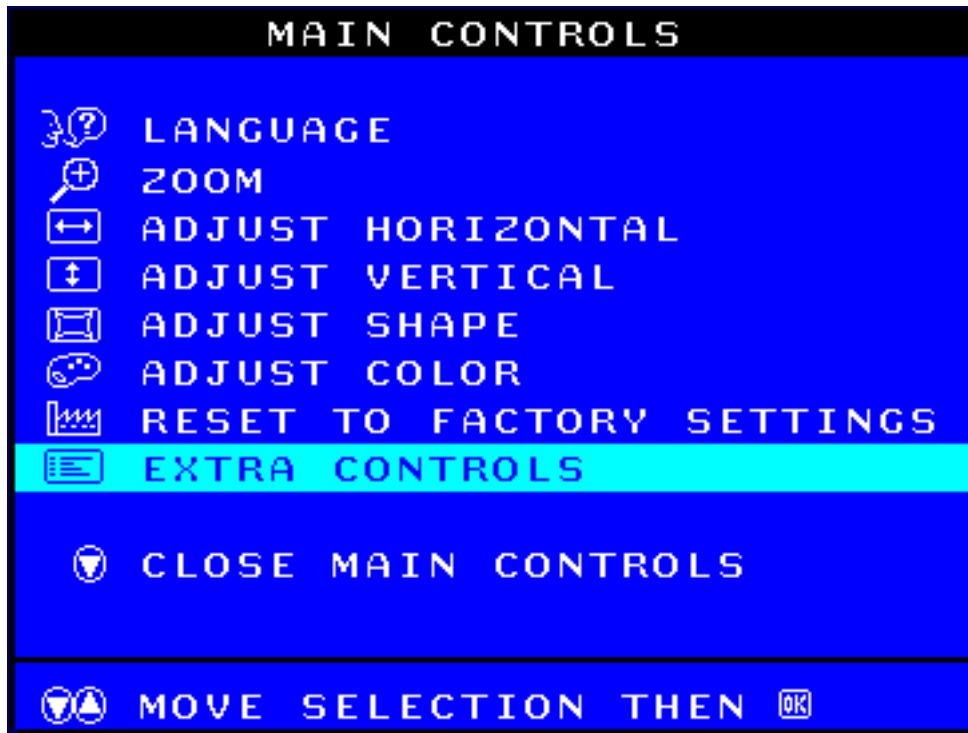 MAIN CONTROLS
LANGUAGE
ZOOM
ADJUST HORIZONTAL
ADJUST VERTICAL
ADJUST SHAPE
ADJUST COLOR
RESET TO FACTORY SETTINGS
EXTRA CONTROLS
CLOSE MAIN CONTROLS
MOVE SELECTION THEN OK